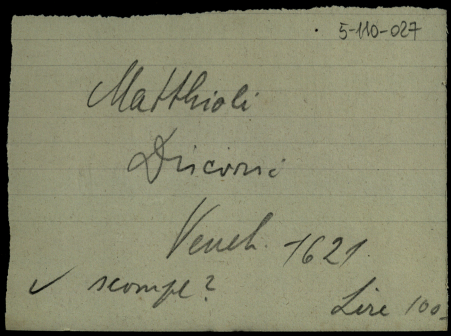 5-110-027
Matthioli
Discorsi
Venet. 1621.
✓ scompl?
Lire 100-